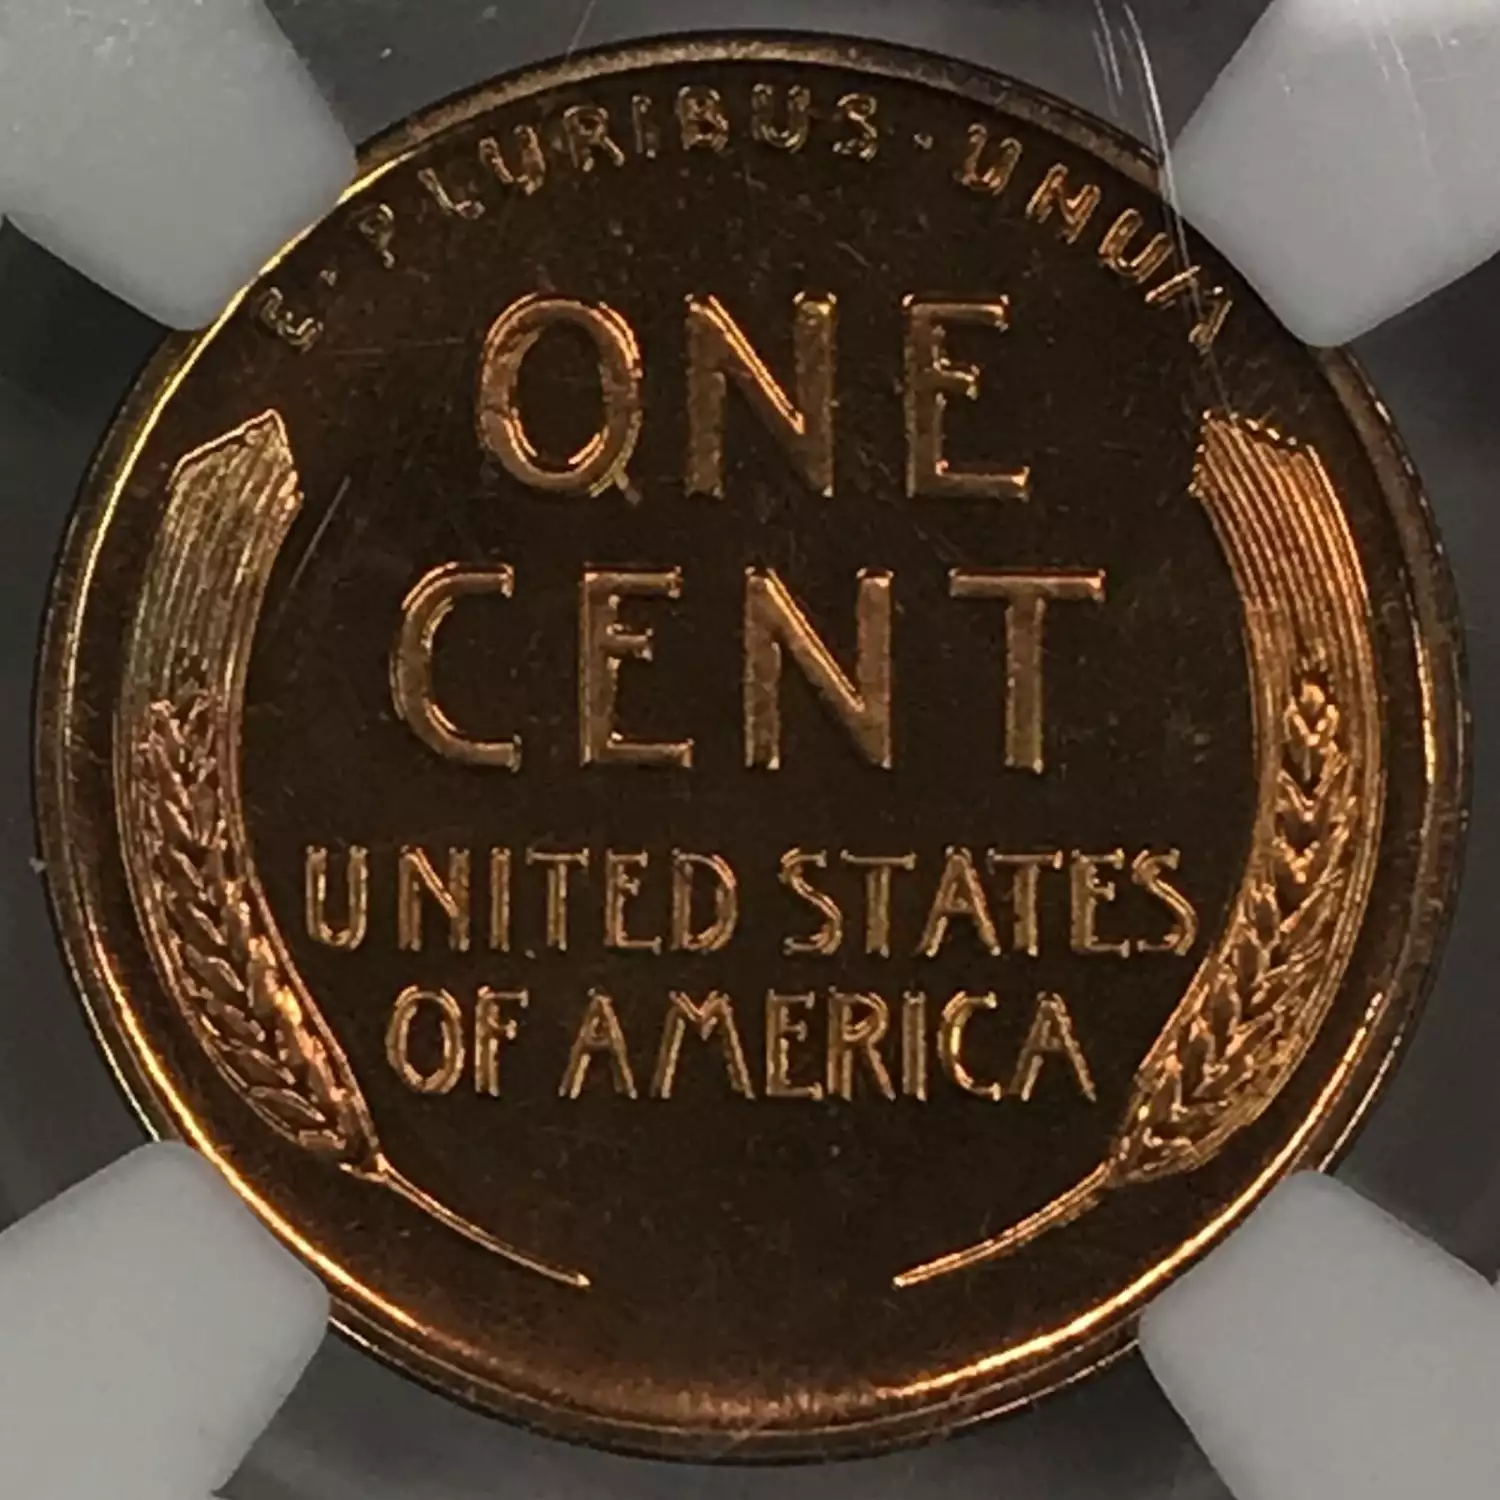 E · PLURIBUS · UNUM
ONE
CENT
UNITED STATES
OF AMERICA